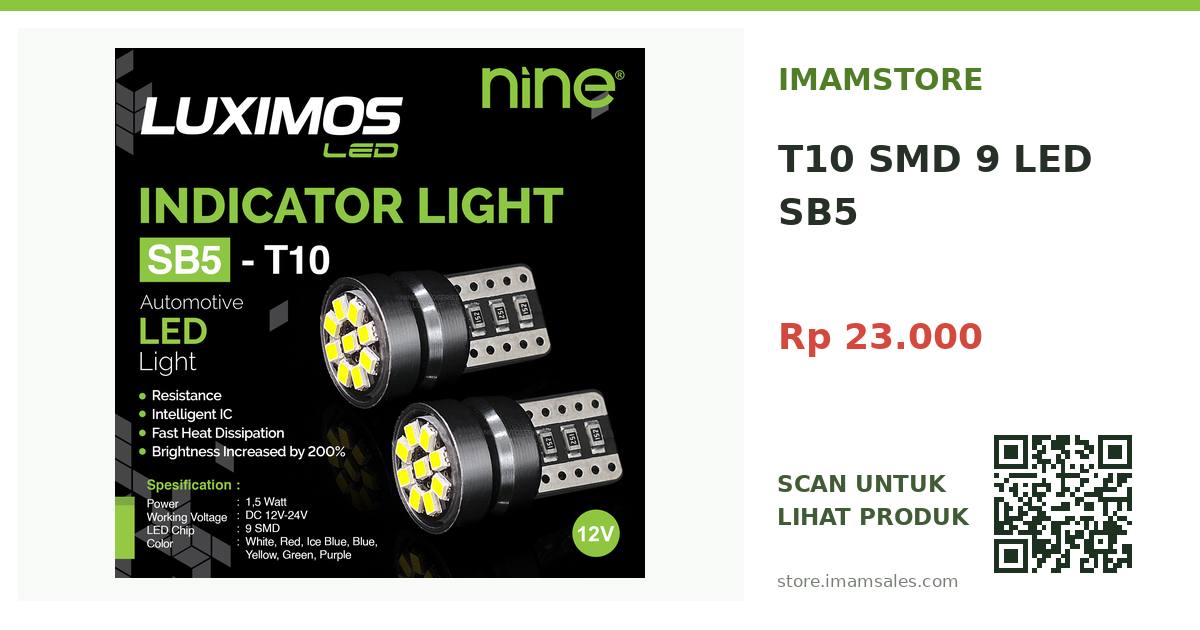 nine®
LUXIMOS
LED
INDICATOR LIGHT
SB5 - T10
Automotive
LED
Light
Resistance
Intelligent IC
Fast Heat Dissipation
Brightness Increased by 200%
Spesification :
Power : 1,5 Watt
Working Voltage : DC 12V-24V
LED Chip : 9 SMD
Color : White, Red, Ice Blue, Blue,
Yellow, Green, Purple
12V
IMAMSTORE
T10 SMD 9 LED
SB5
Rp 23.000
SCAN UNTUK
LIHAT PRODUK
store.imamsales.com